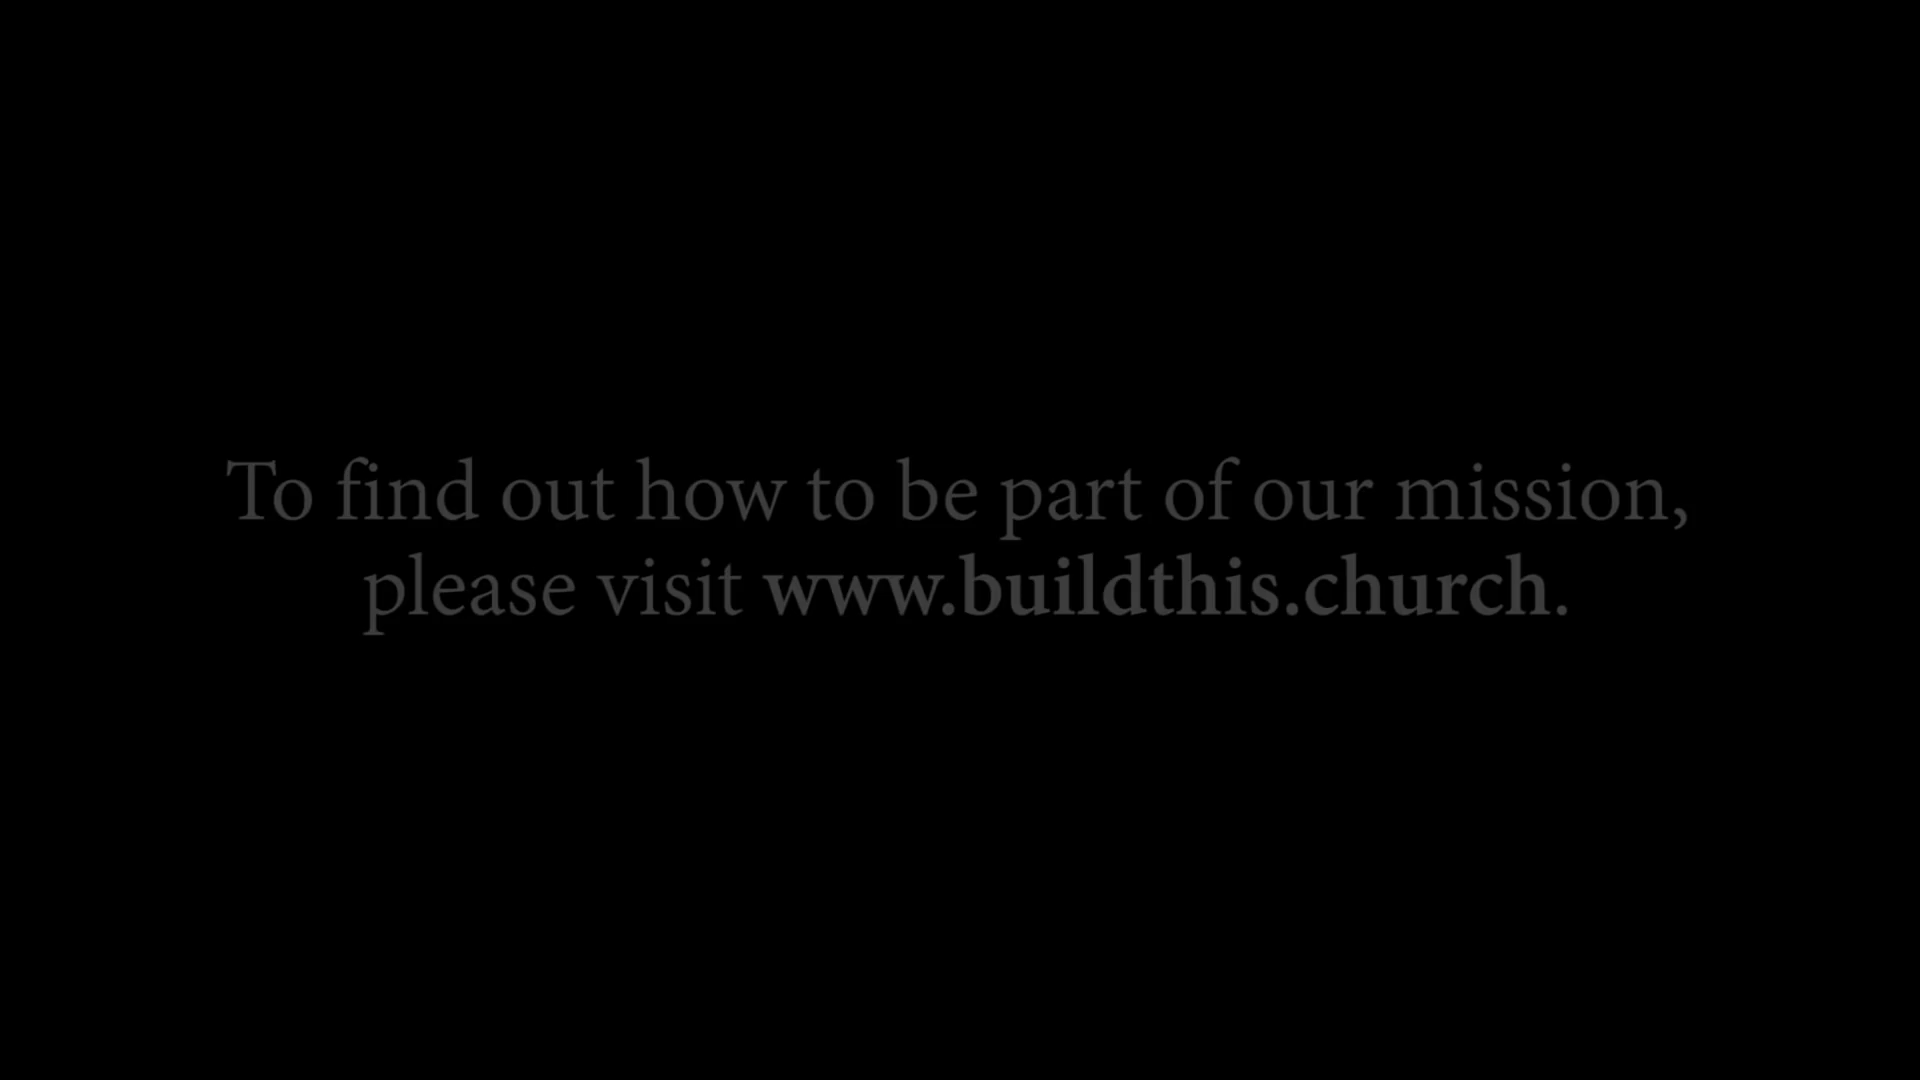 To find out how to be part of our mission,
please visit www.buildthis.church.